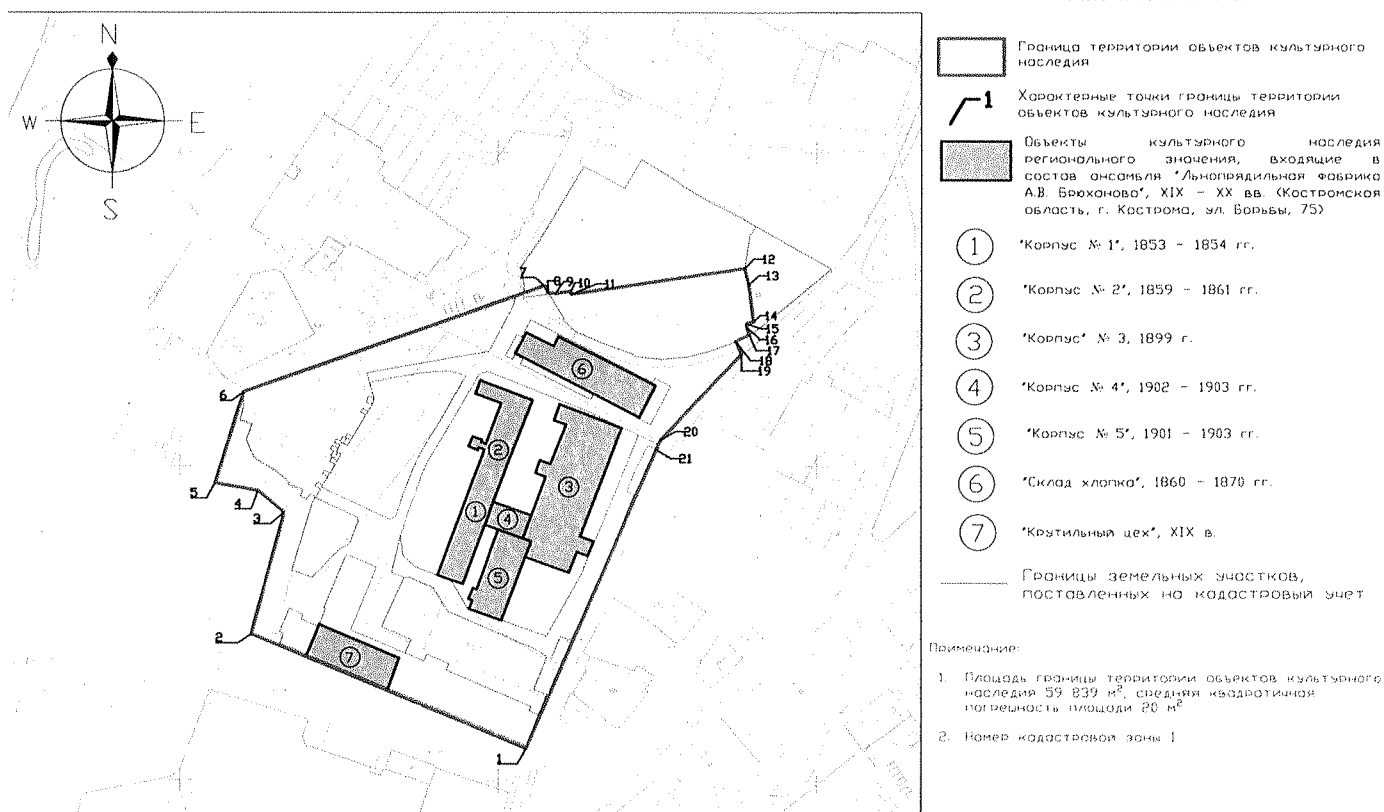 N
W
E
S
7
8
9
10
11
12
13
14
15
16
17
18
19
20
21
6
5
4
3
2
1
6
2
3
1
4
5
7
Граница территории объектов культурного
наследия
1
Характерные точки границы территории
объектов культурного наследия
Объекты культурного наследия
регионального значения, входящие в
состав ансамбля "Льнопрядильная фабрика
А.В. Брюханова", XIX - XX вв. (Костромская
область, г. Кострома, ул. Борьбы, 75)
1 "Корпус № 1", 1853 - 1854 гг.
2 "Корпус № 2", 1859 - 1861 гг.
3 "Корпус" № 3, 1899 г.
4 "Корпус № 4", 1902 - 1903 гг.
5 "Корпус № 5", 1901 - 1903 гг.
6 "Склад хлопка", 1860 - 1870 гг.
7 "Крутильный цех", XIX в.
Границы земельных участков,
поставленных на кадастровый учет
Примечание:
1. Площадь границы территории объектов культурного
наследия 59 839 м², средняя квадратичная
погрешность площади 20 м²
2. Номер кадастровой зоны 1